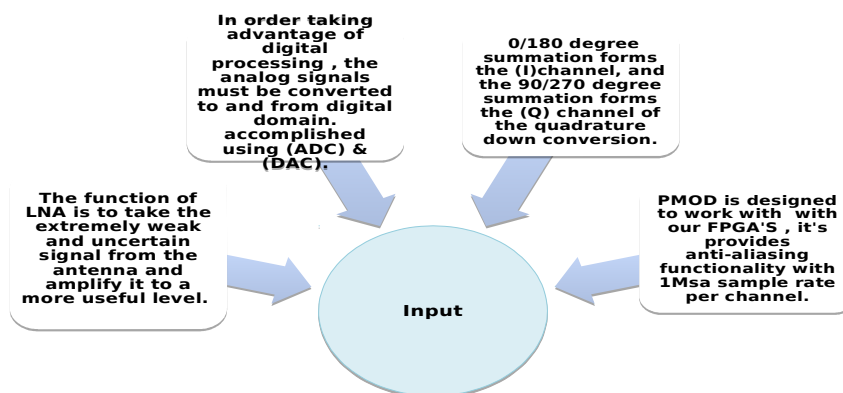 In order taking
advantage of
digital
processing , the
analog signals
must be converted
to and from digital
domain.
accomplished
using (ADC) &
(DAC).
0/180 degree
summation forms
the (I)channel, and
the 90/270 degree
summation forms
the (Q) channel of
the quadrature
down conversion.
The function of
LNA is to take the
extremely weak
and uncertain
signal from the
antenna and
amplify it to a
more useful level.
PMOD is designed
to work with  with
our FPGA'S , it's
provides
anti-aliasing
functionality with
1Msa sample rate
per channel.
Input